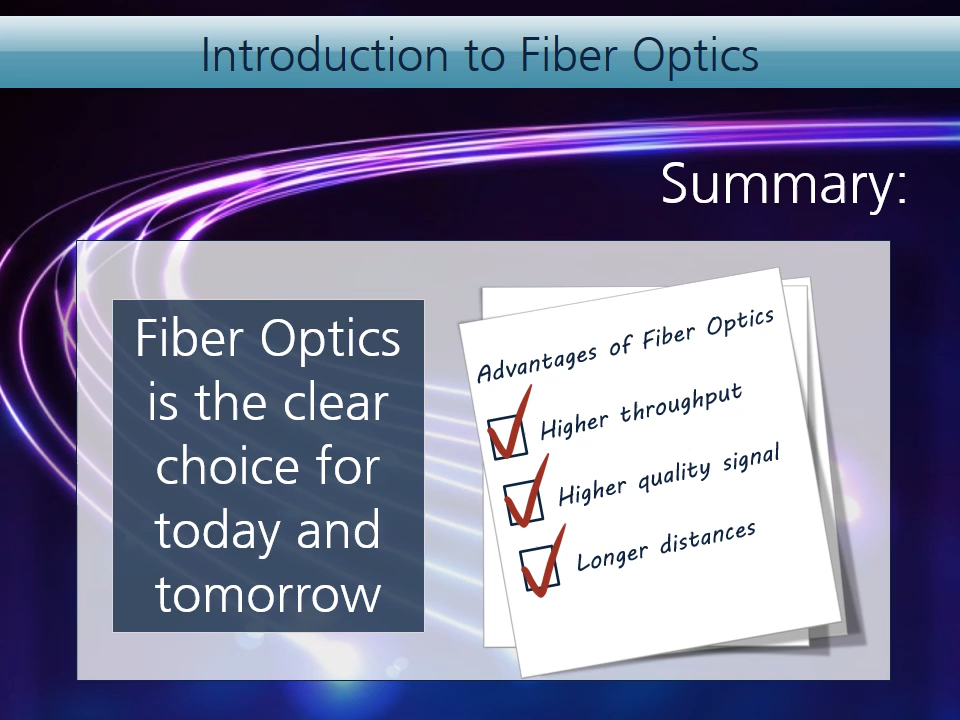 Introduction to Fiber Optics
Summary:
Fiber Optics
is the clear
choice for
today and
tomorrow
Advantages of Fiber Optics
Higher throughput
Higher quality signal
Longer distances